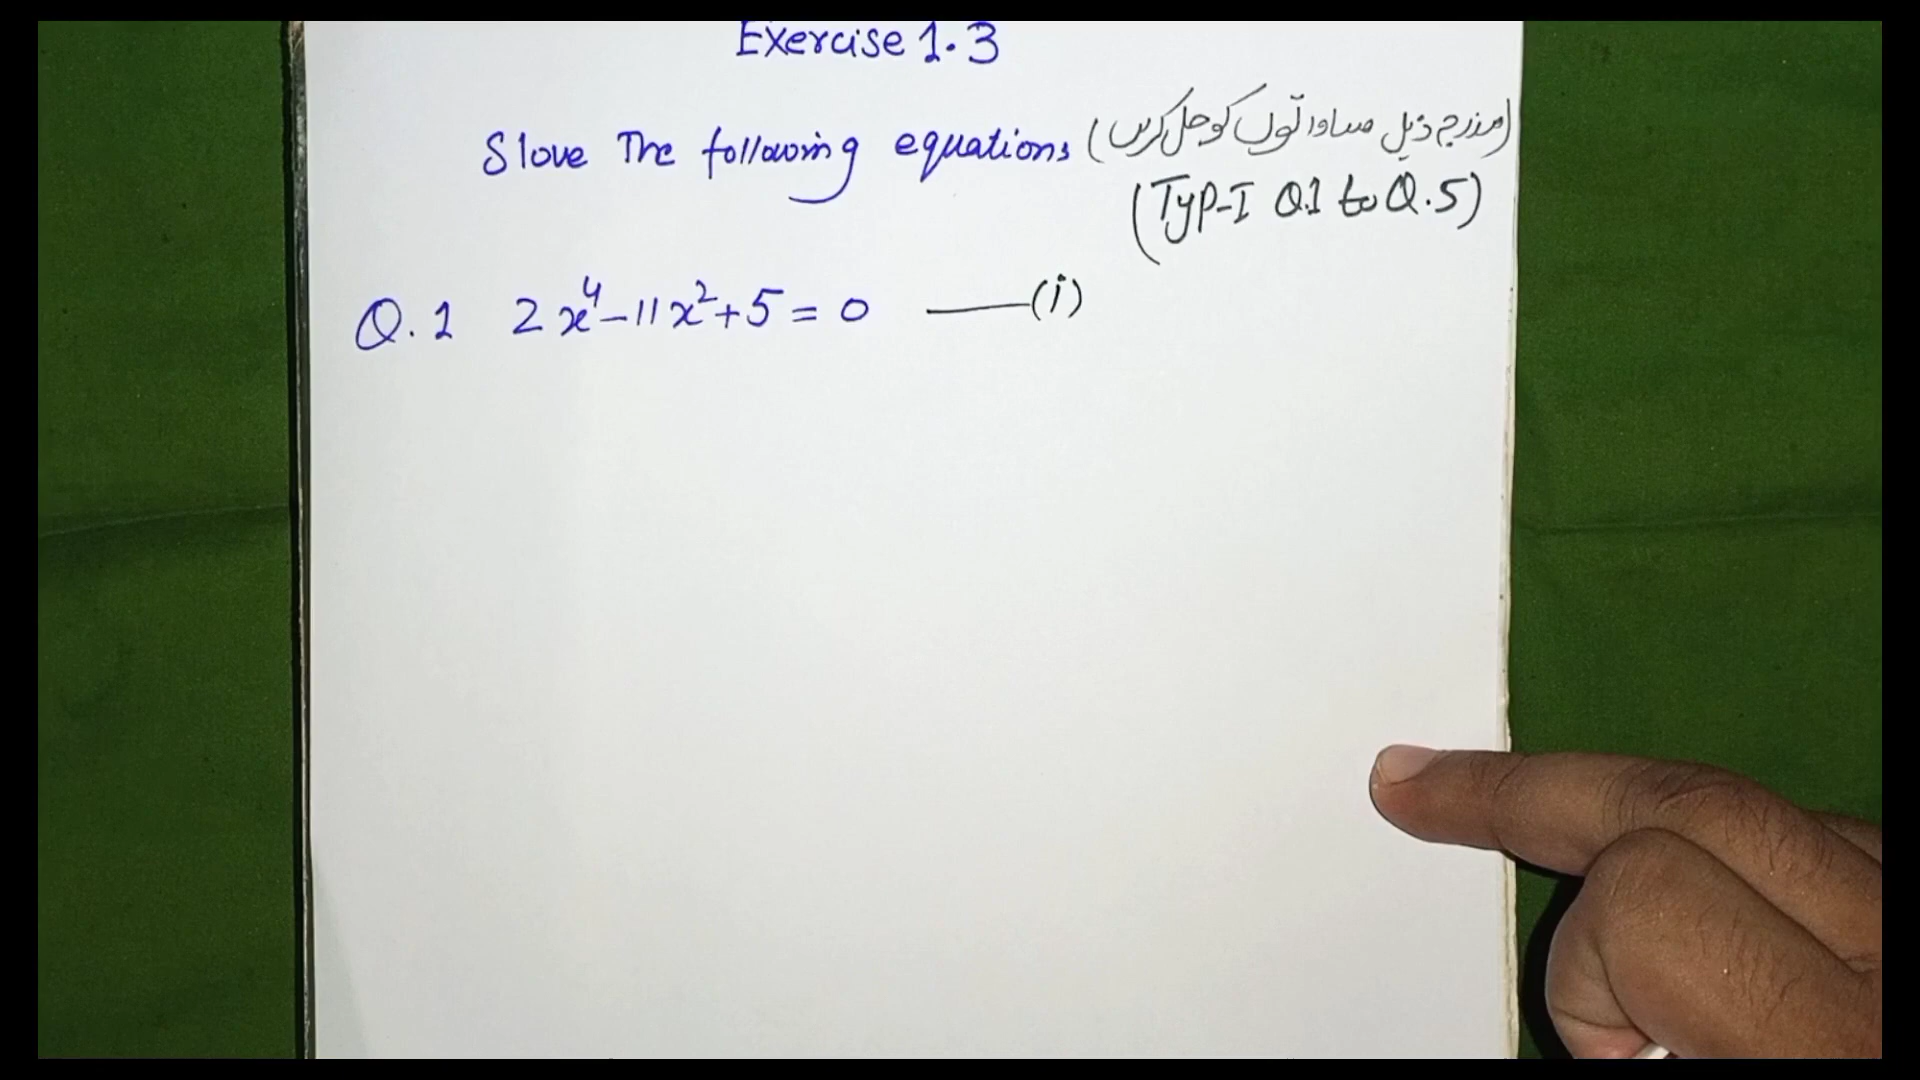 Exercise 1.3
Slove The following equations (مندرجہ ذیل مساواتوں کو حل کریں)
(Typ-I Q.1 to Q.5)
Q.1 2x⁴-11x²+5=0 ——(i)